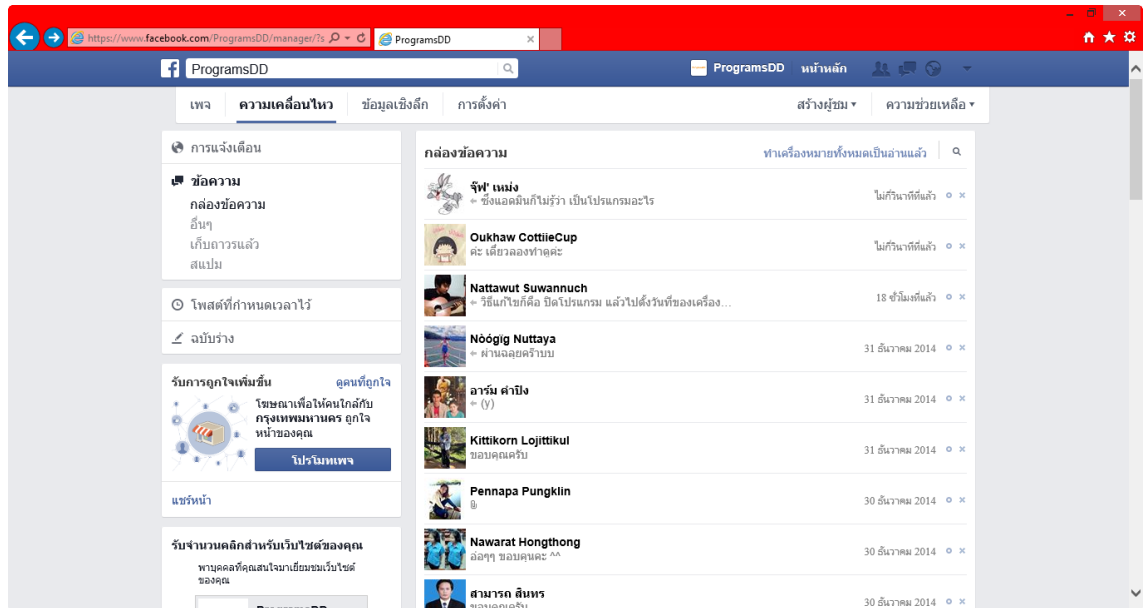 https://www.facebook.com/ProgramsDD/manager/?s
ProgramsDD
ProgramsDD
ProgramsDD
หน้าหลัก
เพจ
ความเคลื่อนไหว
ข้อมูลเชิงลึก
การตั้งค่า
สร้างผู้ชม
ความช่วยเหลือ
การแจ้งเตือน
ข้อความ
กล่องข้อความ
อื่นๆ
เก็บถาวรแล้ว
สแปม
โพสต์ที่กำหนดเวลาไว้
ฉบับร่าง
รับการถูกใจเพิ่มขึ้น ดูคนที่ถูกใจ
โฆษณาเพื่อให้คนใกล้กับ
กรุงเทพมหานคร ถูกใจ
หน้าของคุณ
โปรโมทเพจ
แชร์หน้า
รับจำนวนคลิกสำหรับเว็บไซต์ของคุณ
พาบุคคลที่คุณสนใจมาเยี่ยมชมเว็บไซต์
ของคุณ
ProgramsDD
กล่องข้อความ
ทำเครื่องหมายทั้งหมดเป็นอ่านแล้ว
จุ๊ฟ' เหม่ง
ซึ่งแอดมินก็ไม่รู้ว่า เป็นโปรแกรมอะไร
ไม่กี่วินาทีที่แล้ว
Oukhaw CottiieCup
ค่ะ เดี๋ยวลองทำดูค่ะ
ไม่กี่วินาทีที่แล้ว
Nattawut Suwannuch
วิธีแก้ไขก็คือ ปิดโปรแกรม แล้วไปตั้งวันที่ของเครื่อง...
18 ชั่วโมงที่แล้ว
Nòógïg Nuttaya
ผ่านฉลุยคร๊าบบ
31 ธันวาคม 2014
อาร์ม คำปิง
(y)
31 ธันวาคม 2014
Kittikorn Lojittikul
ขอบคุณครับ
31 ธันวาคม 2014
Pennapa Pungklin
30 ธันวาคม 2014
Nawarat Hongthong
อ๋อๆๆ ขอบคุนคะ ^^
30 ธันวาคม 2014
สามารถ สืนทร
ขอบคุณครับ
30 ธันวาคม 2014